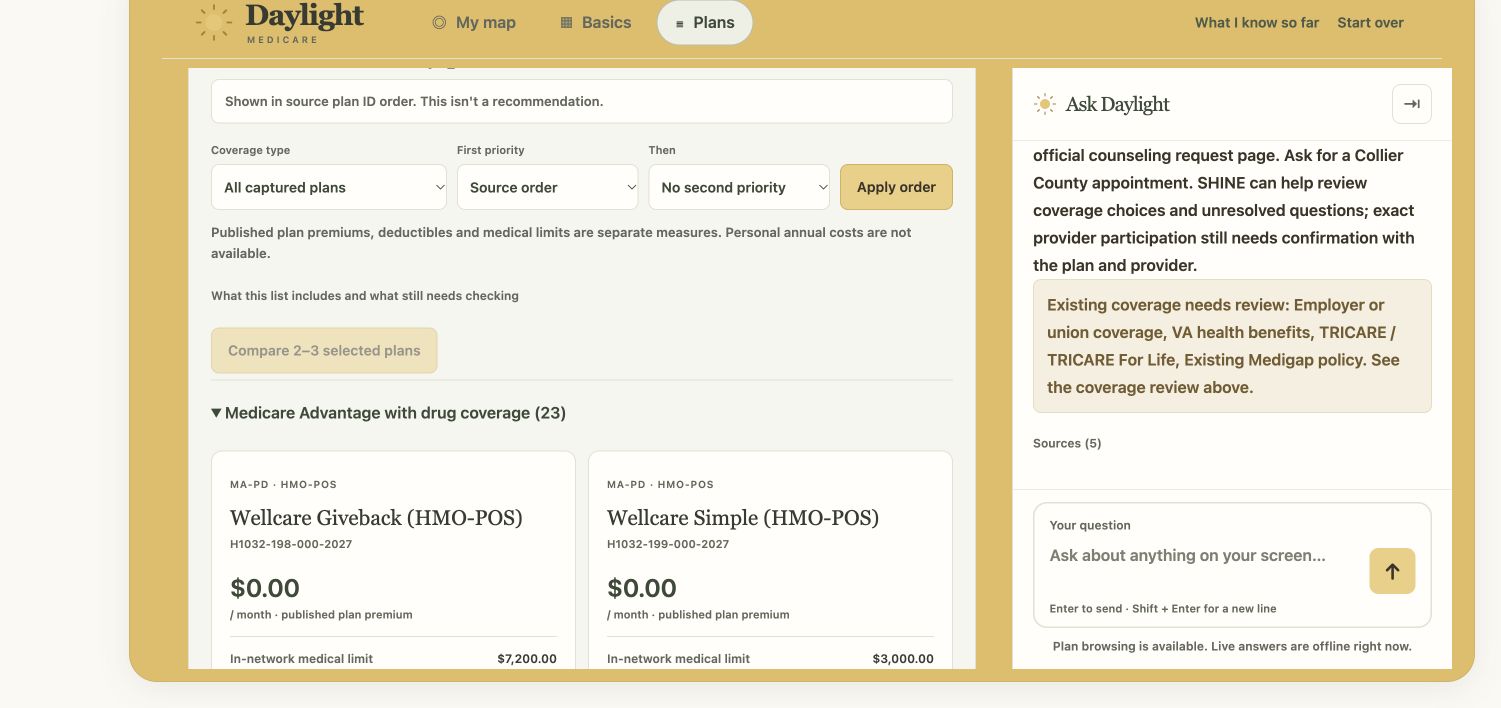 Daylight
MEDICARE
My map
Basics
Plans
What I know so far
Start over
Shown in source plan ID order. This isn't a recommendation.
Coverage type
First priority
Then
All captured plans
Source order
No second priority
Apply order
Published plan premiums, deductibles and medical limits are separate measures. Personal annual costs are not
available.
What this list includes and what still needs checking
Compare 2–3 selected plans
Medicare Advantage with drug coverage (23)
MA-PD · HMO-POS
Wellcare Giveback (HMO-POS)
H1032-198-000-2027
$0.00
/ month · published plan premium
In-network medical limit
$7,200.00
MA-PD · HMO-POS
Wellcare Simple (HMO-POS)
H1032-199-000-2027
$0.00
/ month · published plan premium
In-network medical limit
$3,000.00
Ask Daylight
official counseling request page. Ask for a Collier
County appointment. SHINE can help review
coverage choices and unresolved questions; exact
provider participation still needs confirmation with
the plan and provider.
Existing coverage needs review: Employer or
union coverage, VA health benefits, TRICARE /
TRICARE For Life, Existing Medigap policy. See
the coverage review above.
Sources (5)
Your question
Ask about anything on your screen...
Enter to send · Shift + Enter for a new line
Plan browsing is available. Live answers are offline right now.